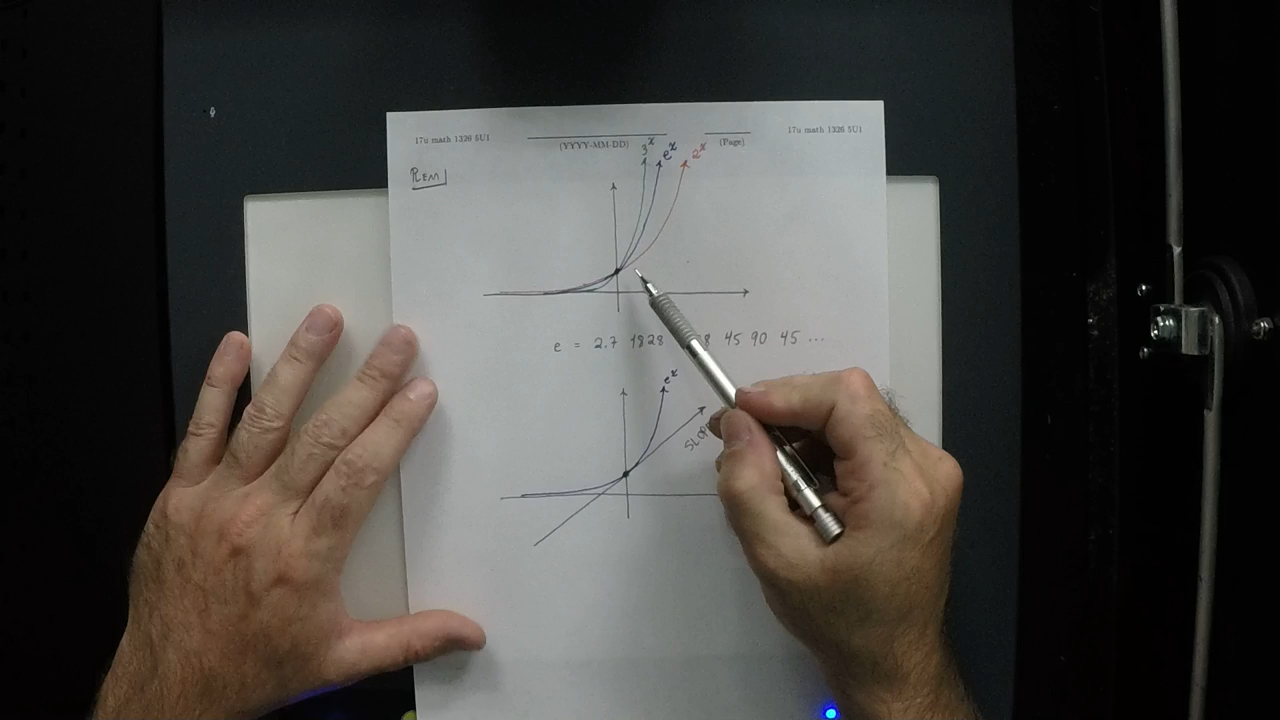 17u math 1326 5U1
17u math 1326 5U1
(YYYY-MM-DD)
(Page)
REM
3^x
e^x
2^x
e = 2.7 1828 8 45 90 45 ...
e^x